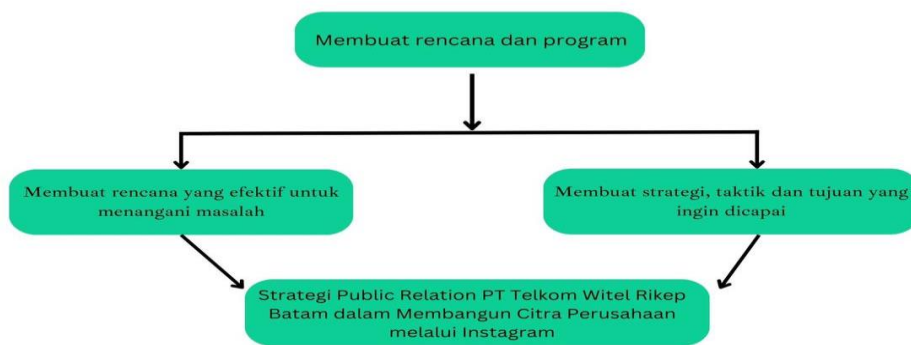 Membuat rencana dan program
Membuat rencana yang efektif untuk
menangani masalah
Membuat strategi, taktik dan tujuan yang
ingin dicapai
Strategi Public Relation PT Telkom Witel Rikep
Batam dalam Membangun Citra Perusahaan
melalui Instagram